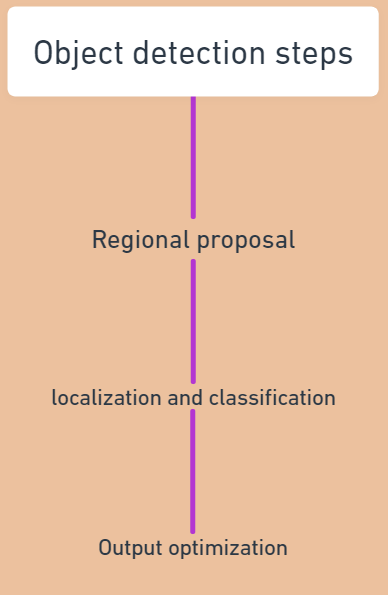 Object detection steps
Regional proposal
localization and classification
Output optimization